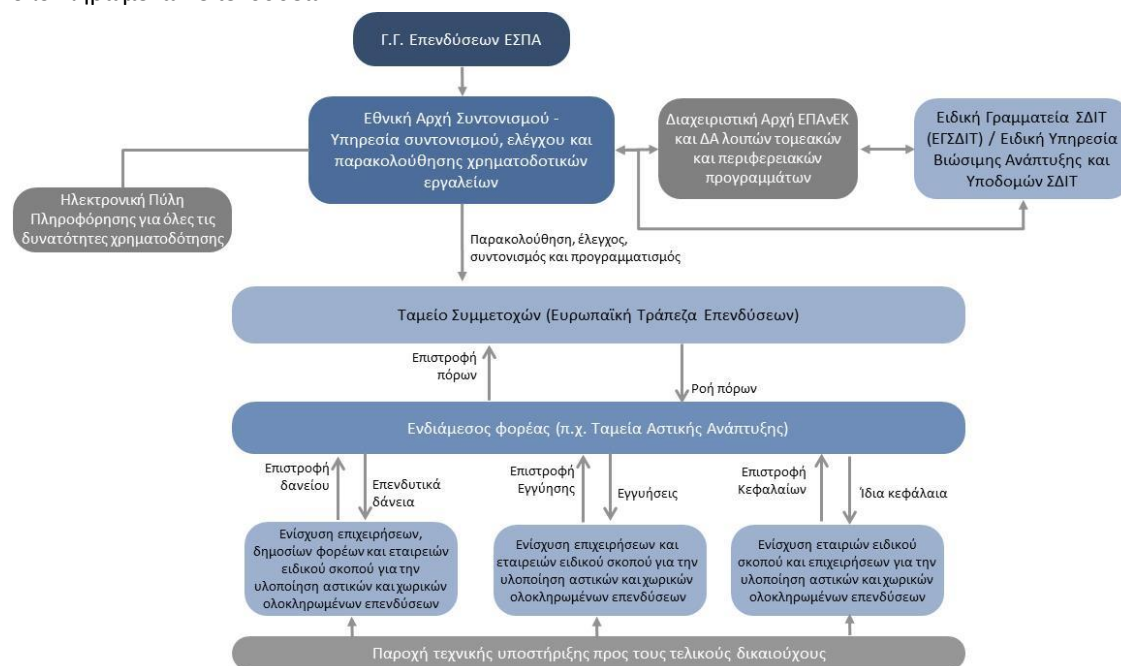 Γ.Γ. Επενδύσεων ΕΣΠΑ
Εθνική Αρχή Συντονισμού -
Υπηρεσία συντονισμού, ελέγχου και
παρακολούθησης χρηματοδοτικών
εργαλείων
Διαχειριστική Αρχή ΕΠΑνΕΚ
και ΔΑ λοιπών τομεακών
και περιφερειακών
προγραμμάτων
Ειδική Γραμματεία ΣΔΙΤ
(ΕΓΣΔΙΤ) / Ειδική Υπηρεσία
Βιώσιμης Ανάπτυξης και
Υποδομών ΣΔΙΤ
Ηλεκτρονική Πύλη
Πληροφόρησης για όλες τις
δυνατότητες χρηματοδότησης
Παρακολούθηση, έλεγχος,
συντονισμός και προγραμματισμός
Ταμείο Συμμετοχών (Ευρωπαϊκή Τράπεζα Επενδύσεων)
Επιστροφή
πόρων
Ροή πόρων
Ενδιάμεσος φορέας (π.χ. Ταμεία Αστικής Ανάπτυξης)
Επιστροφή
δανείου
Επενδυτικά
δάνεια
Επιστροφή
Εγγύησης
Εγγυήσεις
Επιστροφή
Κεφαλαίων
Ίδια κεφάλαια
Ενίσχυση επιχειρήσεων,
δημοσίων φορέων και εταιρειών
ειδικού σκοπού για την
υλοποίηση αστικών και χωρικών
ολοκληρωμένων επενδύσεων
Ενίσχυση επιχειρήσεων και
εταιρειών ειδικού σκοπού για την
υλοποίηση αστικών και χωρικών
ολοκληρωμένων επενδύσεων
Ενίσχυση εταιριών ειδικού
σκοπού και επιχειρήσεων για την
υλοποίηση αστικών και χωρικών
ολοκληρωμένων επενδύσεων
Παροχή τεχνικής υποστήριξης προς τους τελικούς δικαιούχους